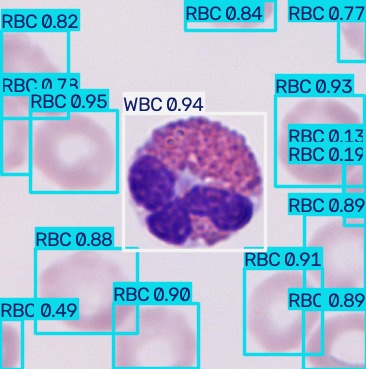 RBC 0.84
RBC 0.77
RBC 0.82
RBC 0.73
RBC 0.95
WBC 0.94
RBC 0.93
RBC 0.13
RBC 0.19
RBC 0.89
RBC 0.88
RBC 0.91
RBC 0.90
RBC 0.89
RBC 0.49